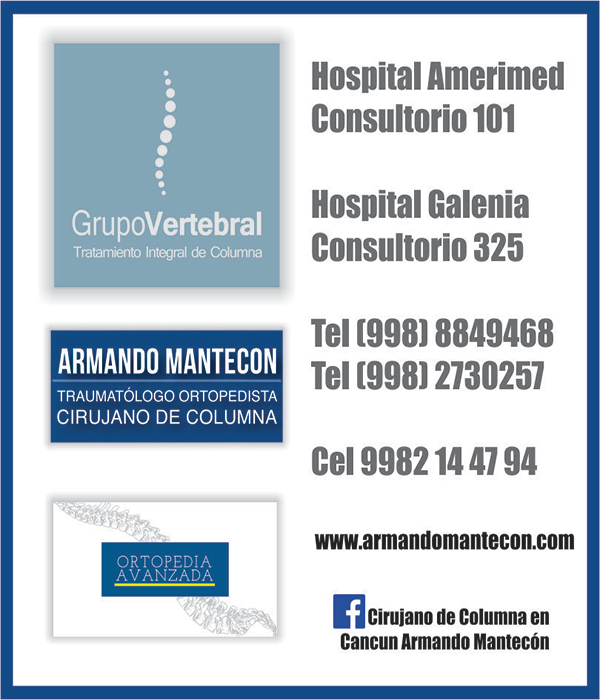 GrupoVertebral
Tratamiento Integral de Columna
ARMANDO MANTECON
TRAUMATÓLOGO ORTOPEDISTA
CIRUJANO DE COLUMNA
ORTOPEDIA
AVANZADA
Hospital Amerimed
Consultorio 101
Hospital Galenia
Consultorio 325
Tel (998) 8849468
Tel (998) 2730257
Cel 9982 14 47 94
www.armandomantecon.com
f Cirujano de Columna en
Cancun Armando Mantecón